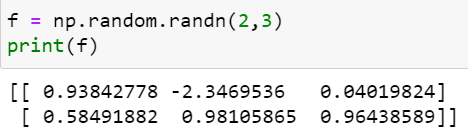 f = np.random.randn(2,3)
print(f)
[[ 0.93842778 -2.3469536   0.04019824]
 [ 0.58491882  0.98105865  0.96438589]]